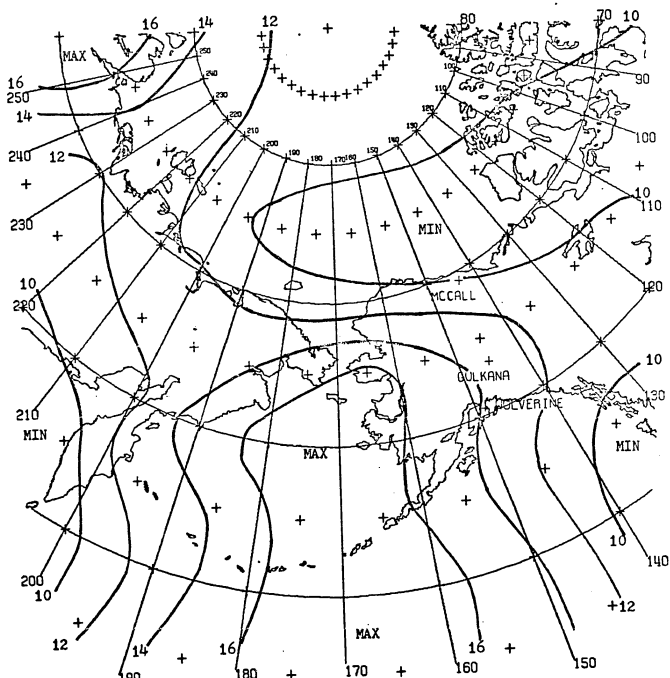 16 14 12 80 70 10
MAX 250 240 230 220 210 200 190 180 170 160 150 140 130 120 110 100 90
16
250
14
240 12
100
230
10
110
MIN
220 10
MCCALL
120
10
GULKANA
210
WOLVERINE 130
MIN MAX MIN
200
10
10
140
12
12
14 16 MAX 16 150
190 180 170 160